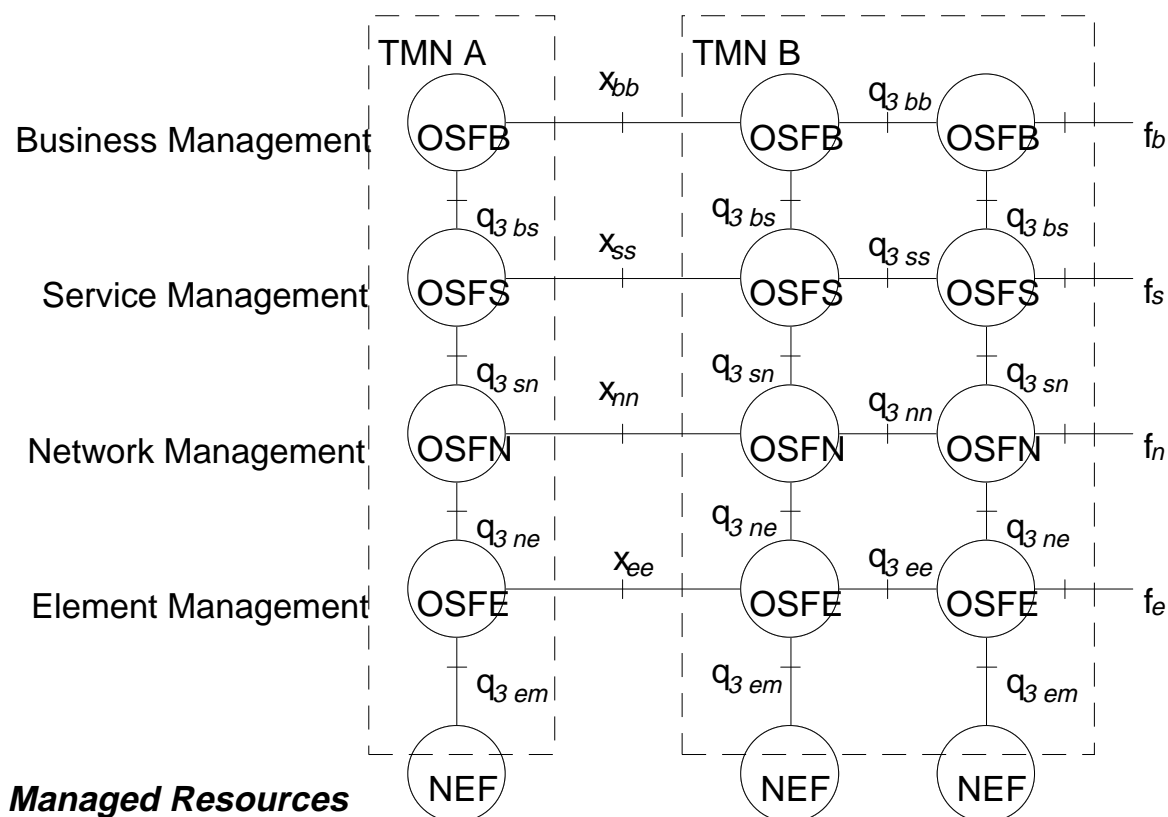 TMN A
TMN B
x bb
q 3 bb
Business Management
OSFB
OSFB
OSFB
f b
q 3 bs
q 3 bs
q 3 bs
x ss
q 3 ss
Service Management
OSFS
OSFS
OSFS
f s
q 3 sn
q 3 sn
q 3 sn
x nn
q 3 nn
Network Management
OSFN
OSFN
OSFN
f n
q 3 ne
q 3 ne
q 3 ne
x ee
q 3 ee
Element Management
OSFE
OSFE
OSFE
f e
q 3 em
q 3 em
q 3 em
Managed Resources
NEF
NEF
NEF